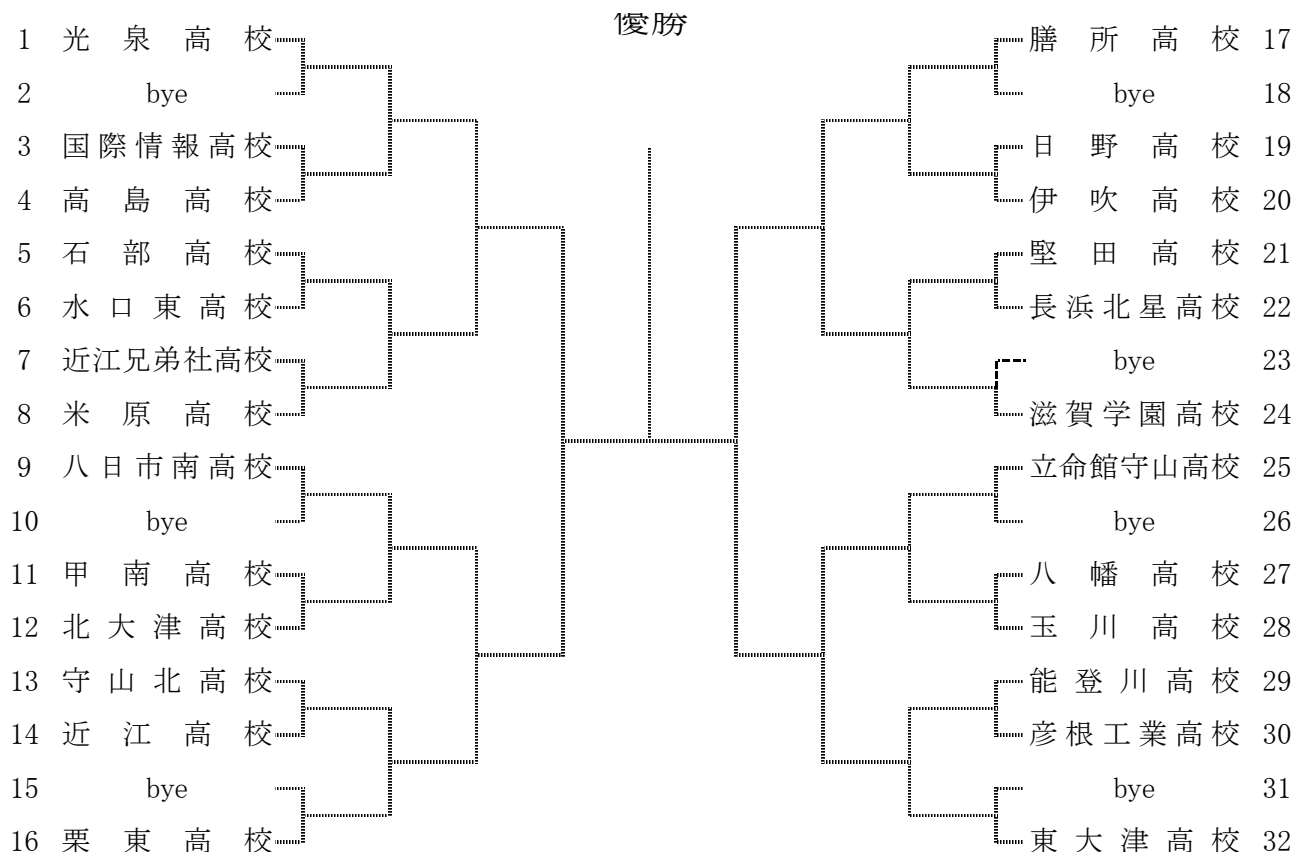 優勝
1 光泉高校
2 bye
3 国際情報高校
4 高島高校
5 石部高校
6 水口東高校
7 近江兄弟社高校
8 米原高校
9 八日市南高校
10 bye
11 甲南高校
12 北大津高校
13 守山北高校
14 近江高校
15 bye
16 栗東高校
膳所高校 17
bye 18
日野高校 19
伊吹高校 20
堅田高校 21
長浜北星高校 22
bye 23
滋賀学園高校 24
立命館守山高校 25
bye 26
八幡高校 27
玉川高校 28
能登川高校 29
彦根工業高校 30
bye 31
東大津高校 32